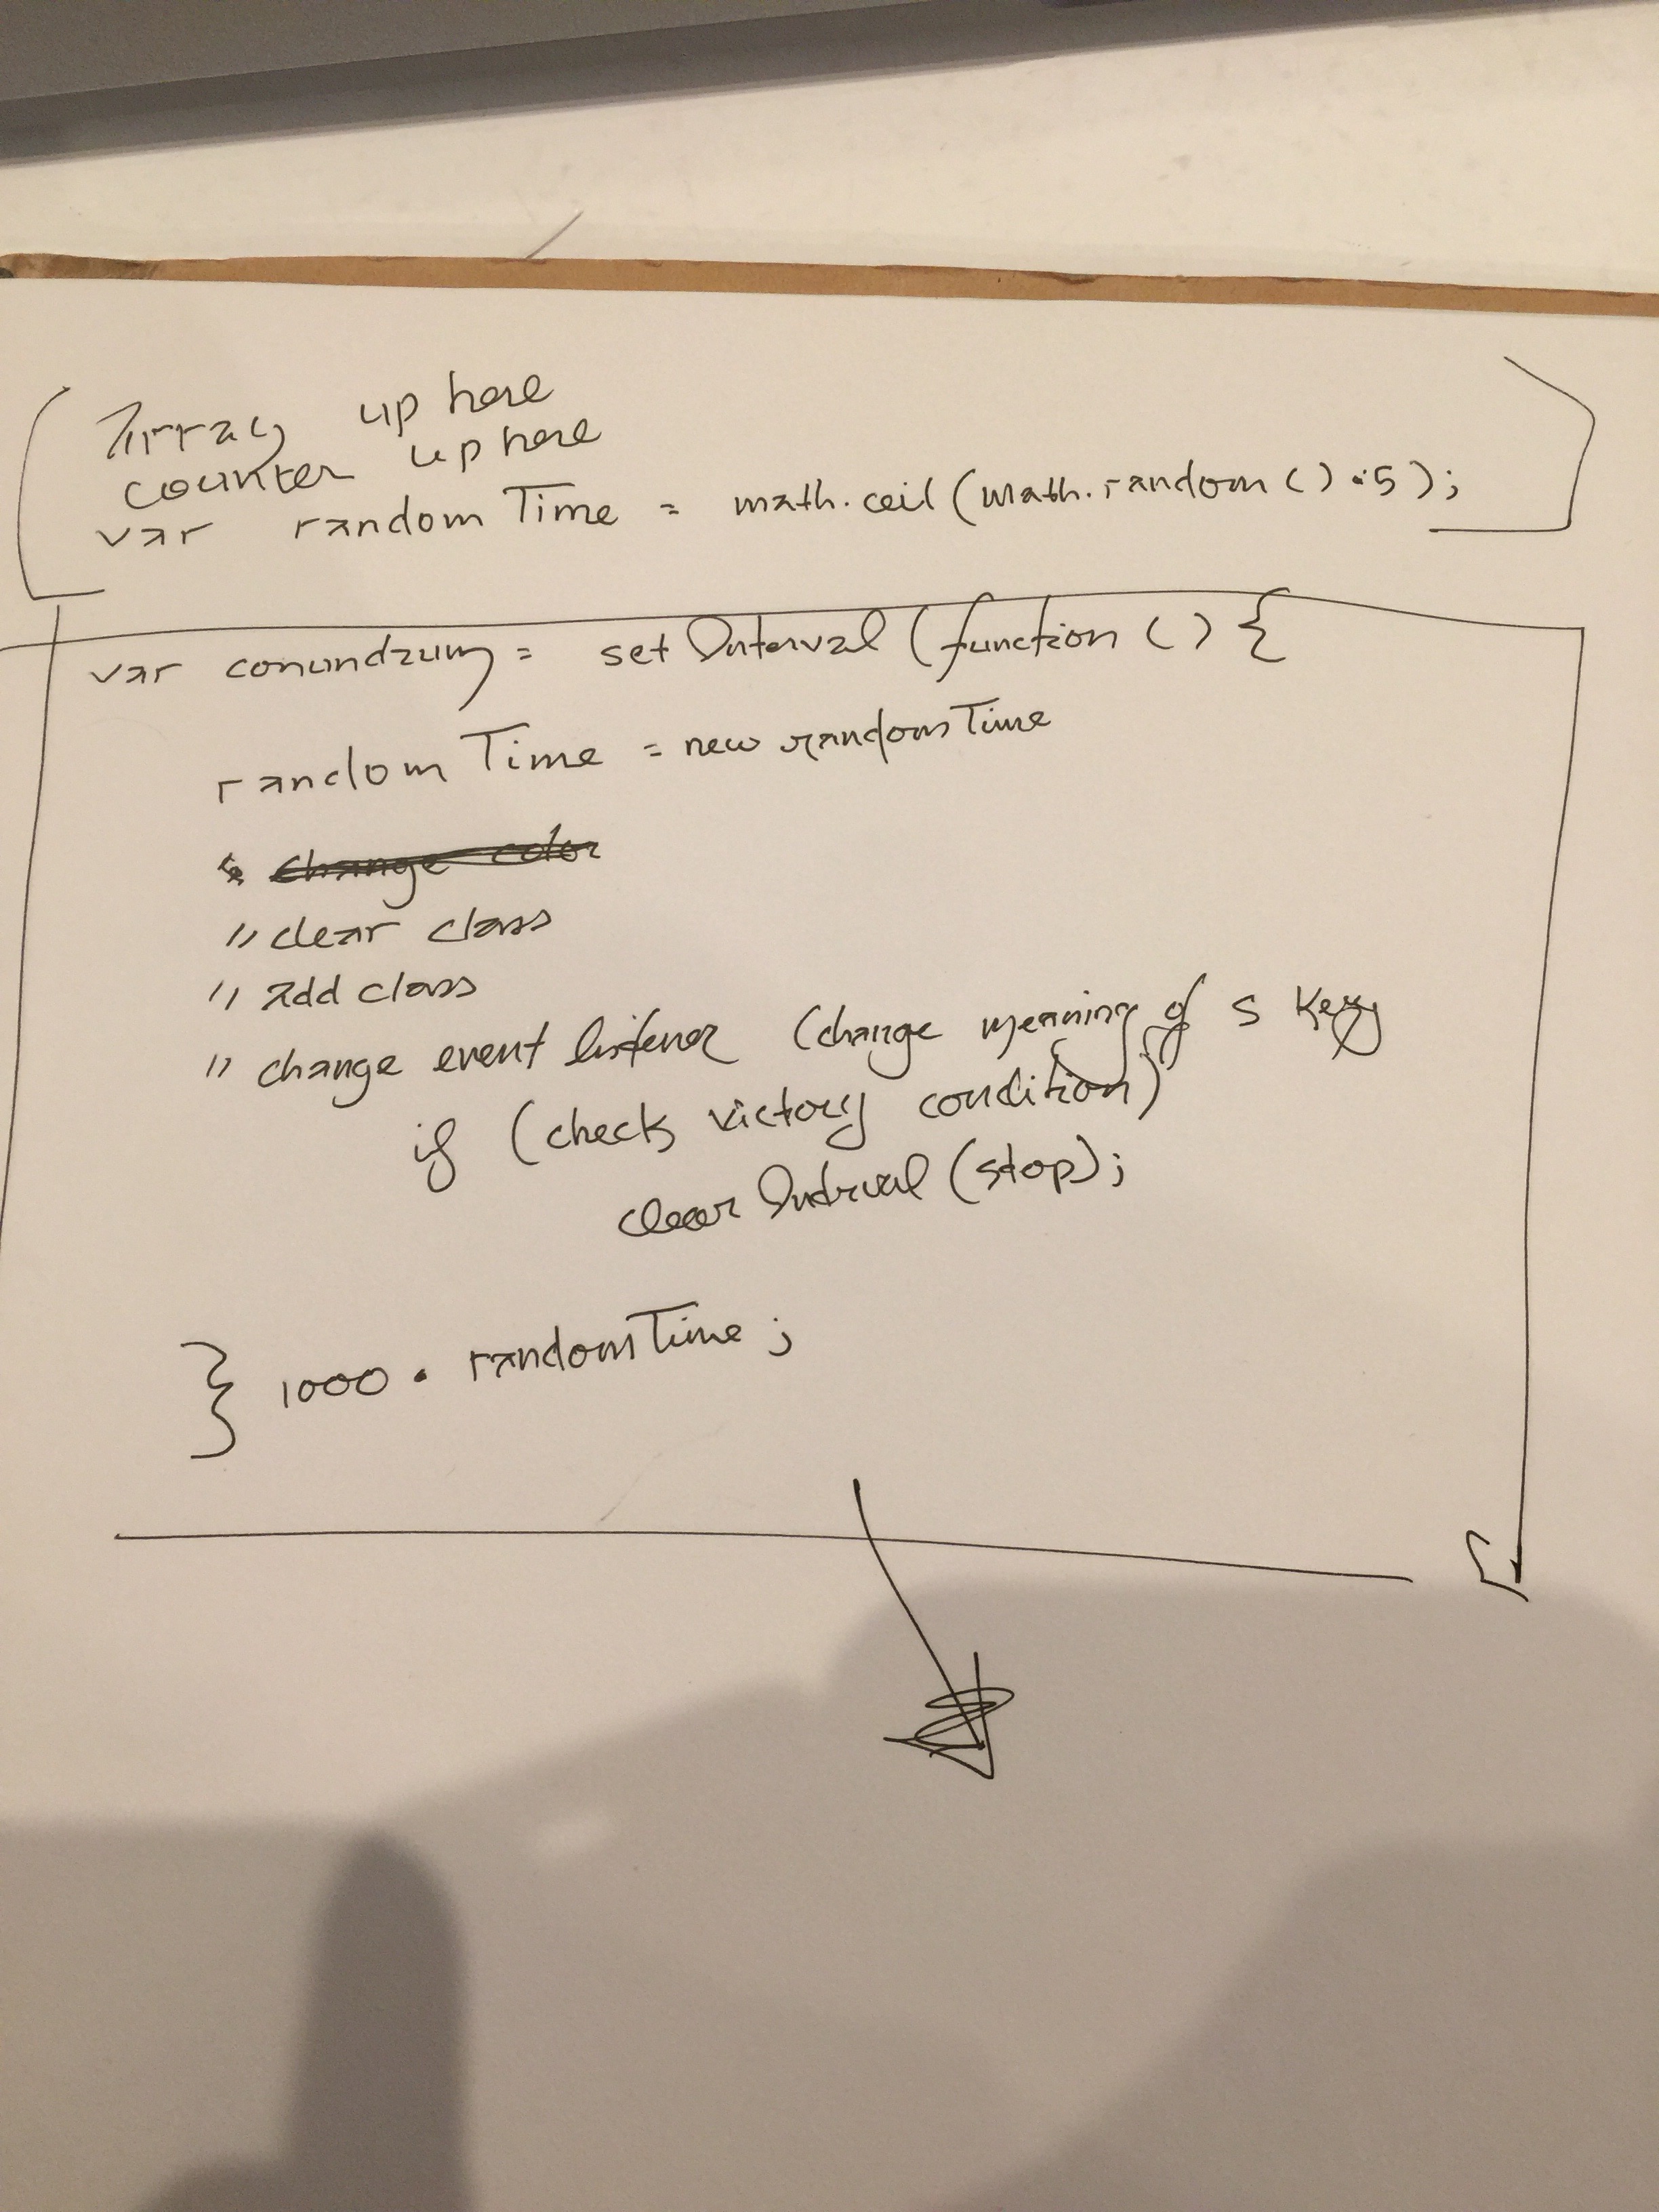 Array up here
counter up here
var randomTime = math.ceil(math.random()·5);
var conundrum = setInterval(function () {
randomTime = new randomTime
change color
// clear class
// add class
// change event listener (change meaning of s key
if (check victory condition)
clear Interval (stop);
} 1000 · randomTime;